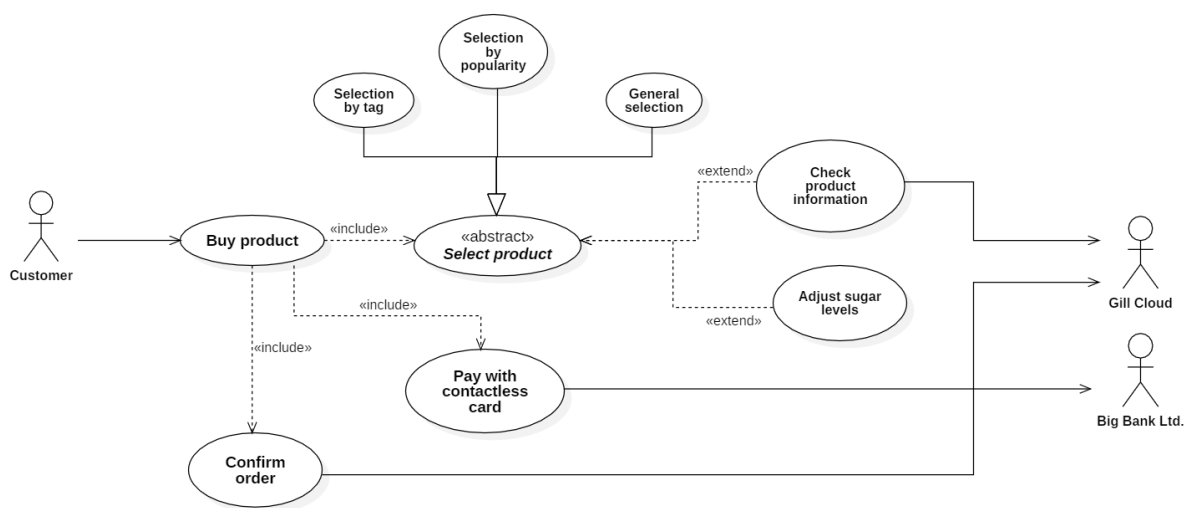 Selection
by
popularity
Selection
by tag
General
selection
«extend»
Check
product
information
Customer
Buy product
«include»
«abstract»
Select product
Gill Cloud
«include»
«extend»
Adjust sugar
levels
«include»
Pay with
contactless
card
Big Bank Ltd.
Confirm
order